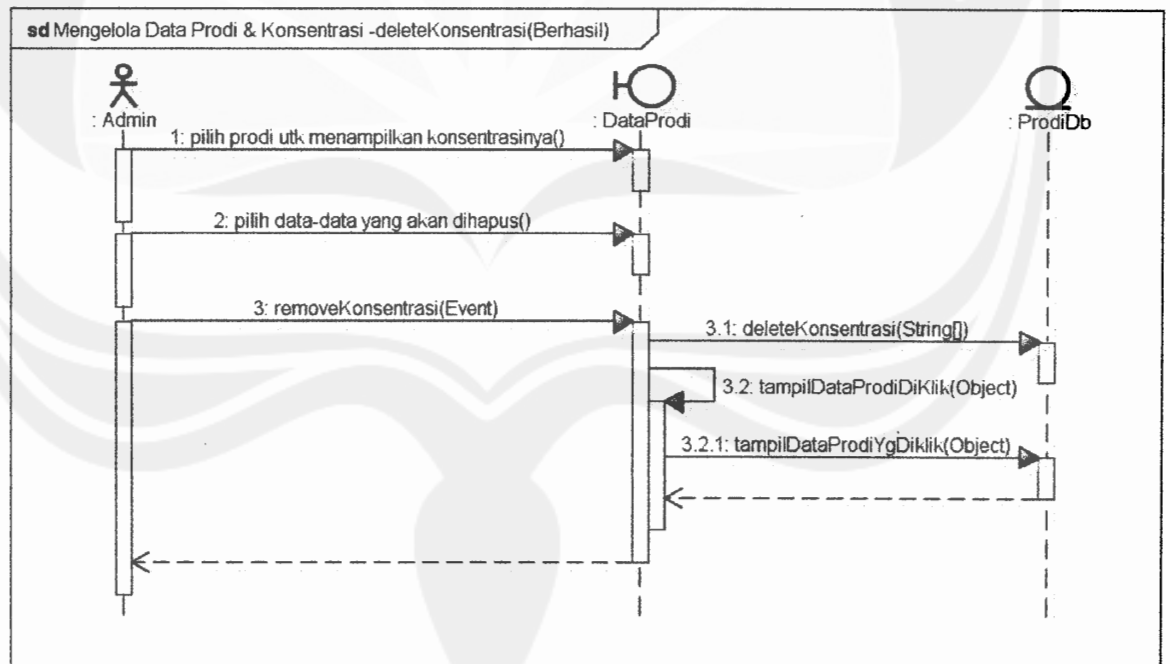 sd Mengelola Data Prodi & Konsentrasi -deleteKonsentrasi(Berhasil)
: Admin
: DataProdi
: ProdiDb
1: pilih prodi utk menampilkan konsentrasinya()
2: pilih data-data yang akan dihapus()
3: removeKonsentrasi(Event)
3.1: deleteKonsentrasi(String[])
3.2: tampilDataProdiDiKlik(Object)
3.2.1: tampilDataProdiYgDiklik(Object)